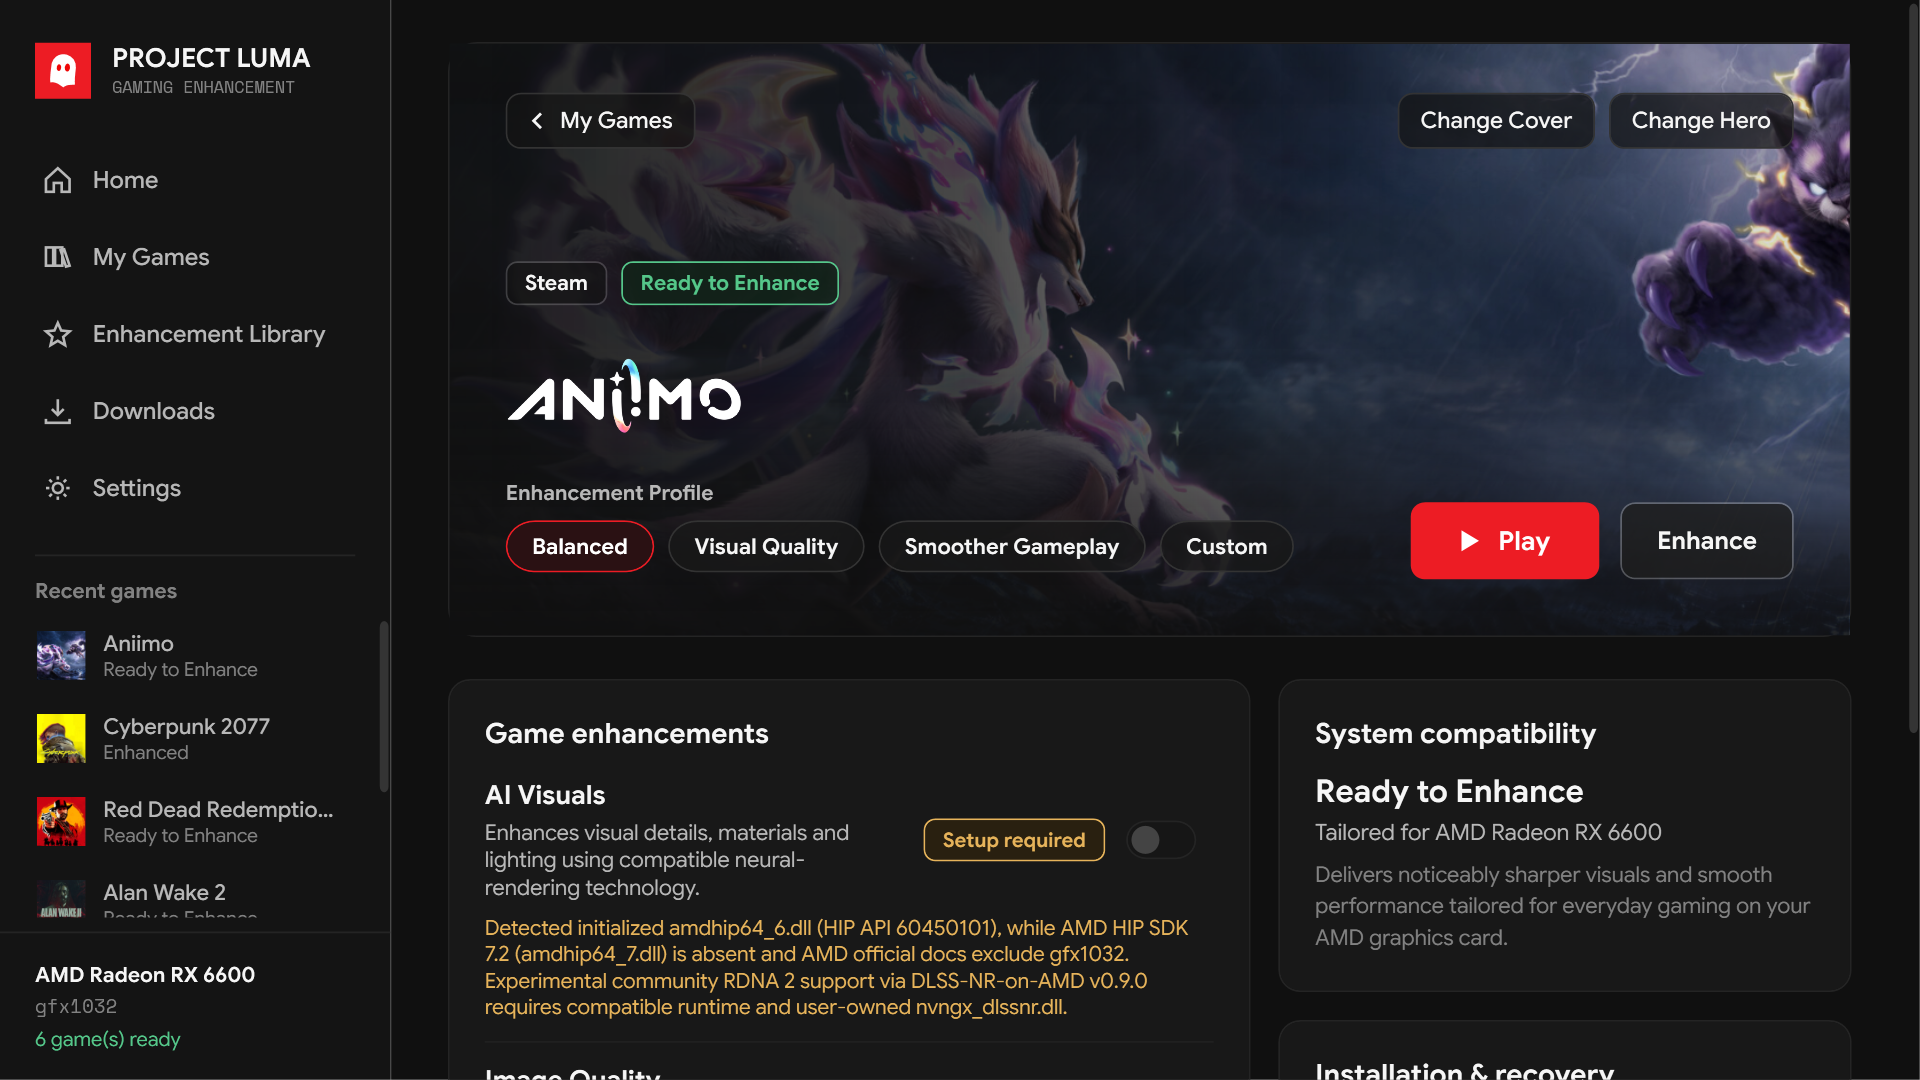 PROJECT LUMA
GAMING ENHANCEMENT
Home
My Games
Enhancement Library
Downloads
Settings
Recent games
Aniimo
Ready to Enhance
Cyberpunk 2077
Enhanced
Red Dead Redemptio...
Ready to Enhance
ALAN WAKE II
Alan Wake 2
Ready to Enhance
AMD Radeon RX 6600
gfx1032
6 game(s) ready
My Games
Change Cover
Change Hero
Steam
Ready to Enhance
ANIIMO
Enhancement Profile
Balanced
Visual Quality
Smoother Gameplay
Custom
Play
Enhance
Game enhancements
AI Visuals
Enhances visual details, materials and
lighting using compatible neural-
rendering technology.
Setup required
Detected initialized amdhip64_6.dll (HIP API 60450101), while AMD HIP SDK
7.2 (amdhip64_7.dll) is absent and AMD official docs exclude gfx1032.
Experimental community RDNA 2 support via DLSS-NR-on-AMD v0.9.0
requires compatible runtime and user-owned nvngx_dlssnr.dll.
Image Quality
System compatibility
Ready to Enhance
Tailored for AMD Radeon RX 6600
Delivers noticeably sharper visuals and smooth
performance tailored for everyday gaming on your
AMD graphics card.
Installation & recovery